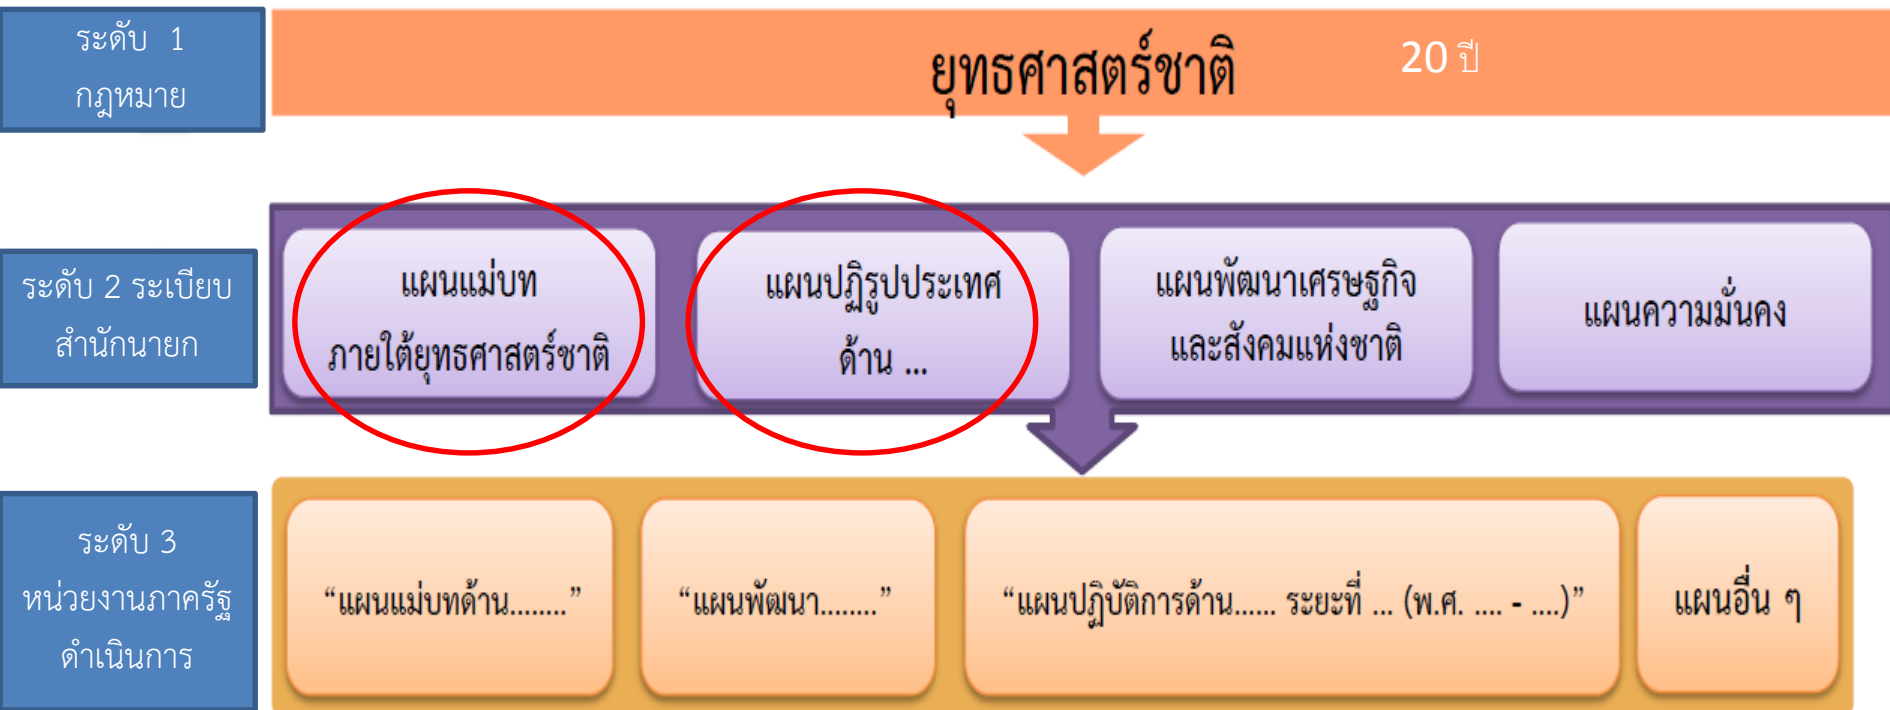 ระดับ 1
กฎหมาย
ยุทธศาสตร์ชาติ 20 ปี
ระดับ 2 ระเบียบ
สำนักนายก
แผนแม่บท
ภายใต้ยุทธศาสตร์ชาติ
แผนปฏิรูปประเทศ
ด้าน ...
แผนพัฒนาเศรษฐกิจ
และสังคมแห่งชาติ
แผนความมั่นคง
ระดับ 3
หน่วยงานภาครัฐ
ดำเนินการ
“แผนแม่บทด้าน........”
“แผนพัฒนา........”
“แผนปฏิบัติการด้าน...... ระยะที่ ... (พ.ศ. .... - ....)”
แผนอื่น ๆ